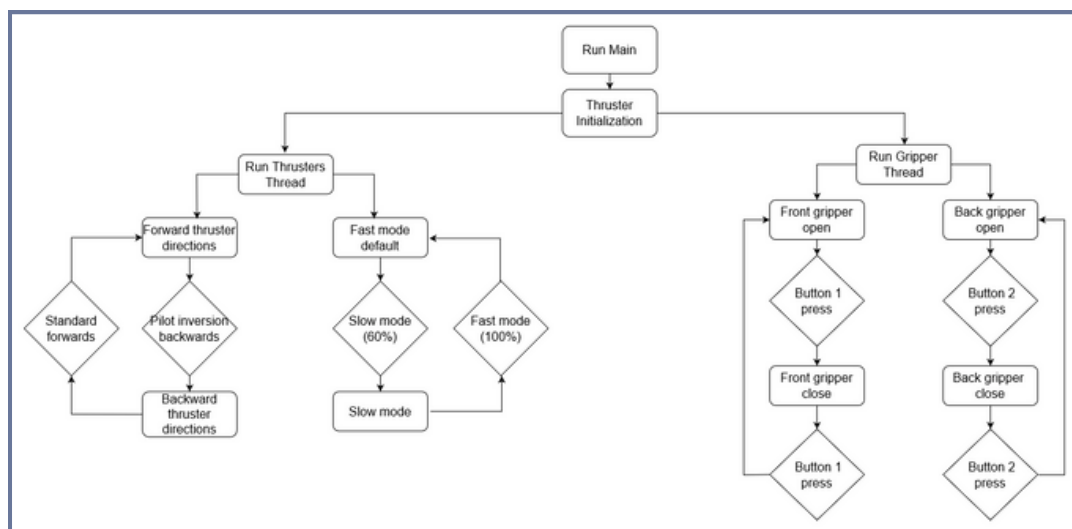 Run Main
Thruster
Initialization
Run Thrusters
Thread
Run Gripper
Thread
Forward thruster
directions
Fast mode
default
Front gripper
open
Back gripper
open
Standard
forwards
Pilot inversion
backwards
Slow mode
(60%)
Fast mode
(100%)
Button 1
press
Button 2
press
Backward
thruster
directions
Slow mode
Front gripper
close
Back gripper
close
Button 1
press
Button 2
press